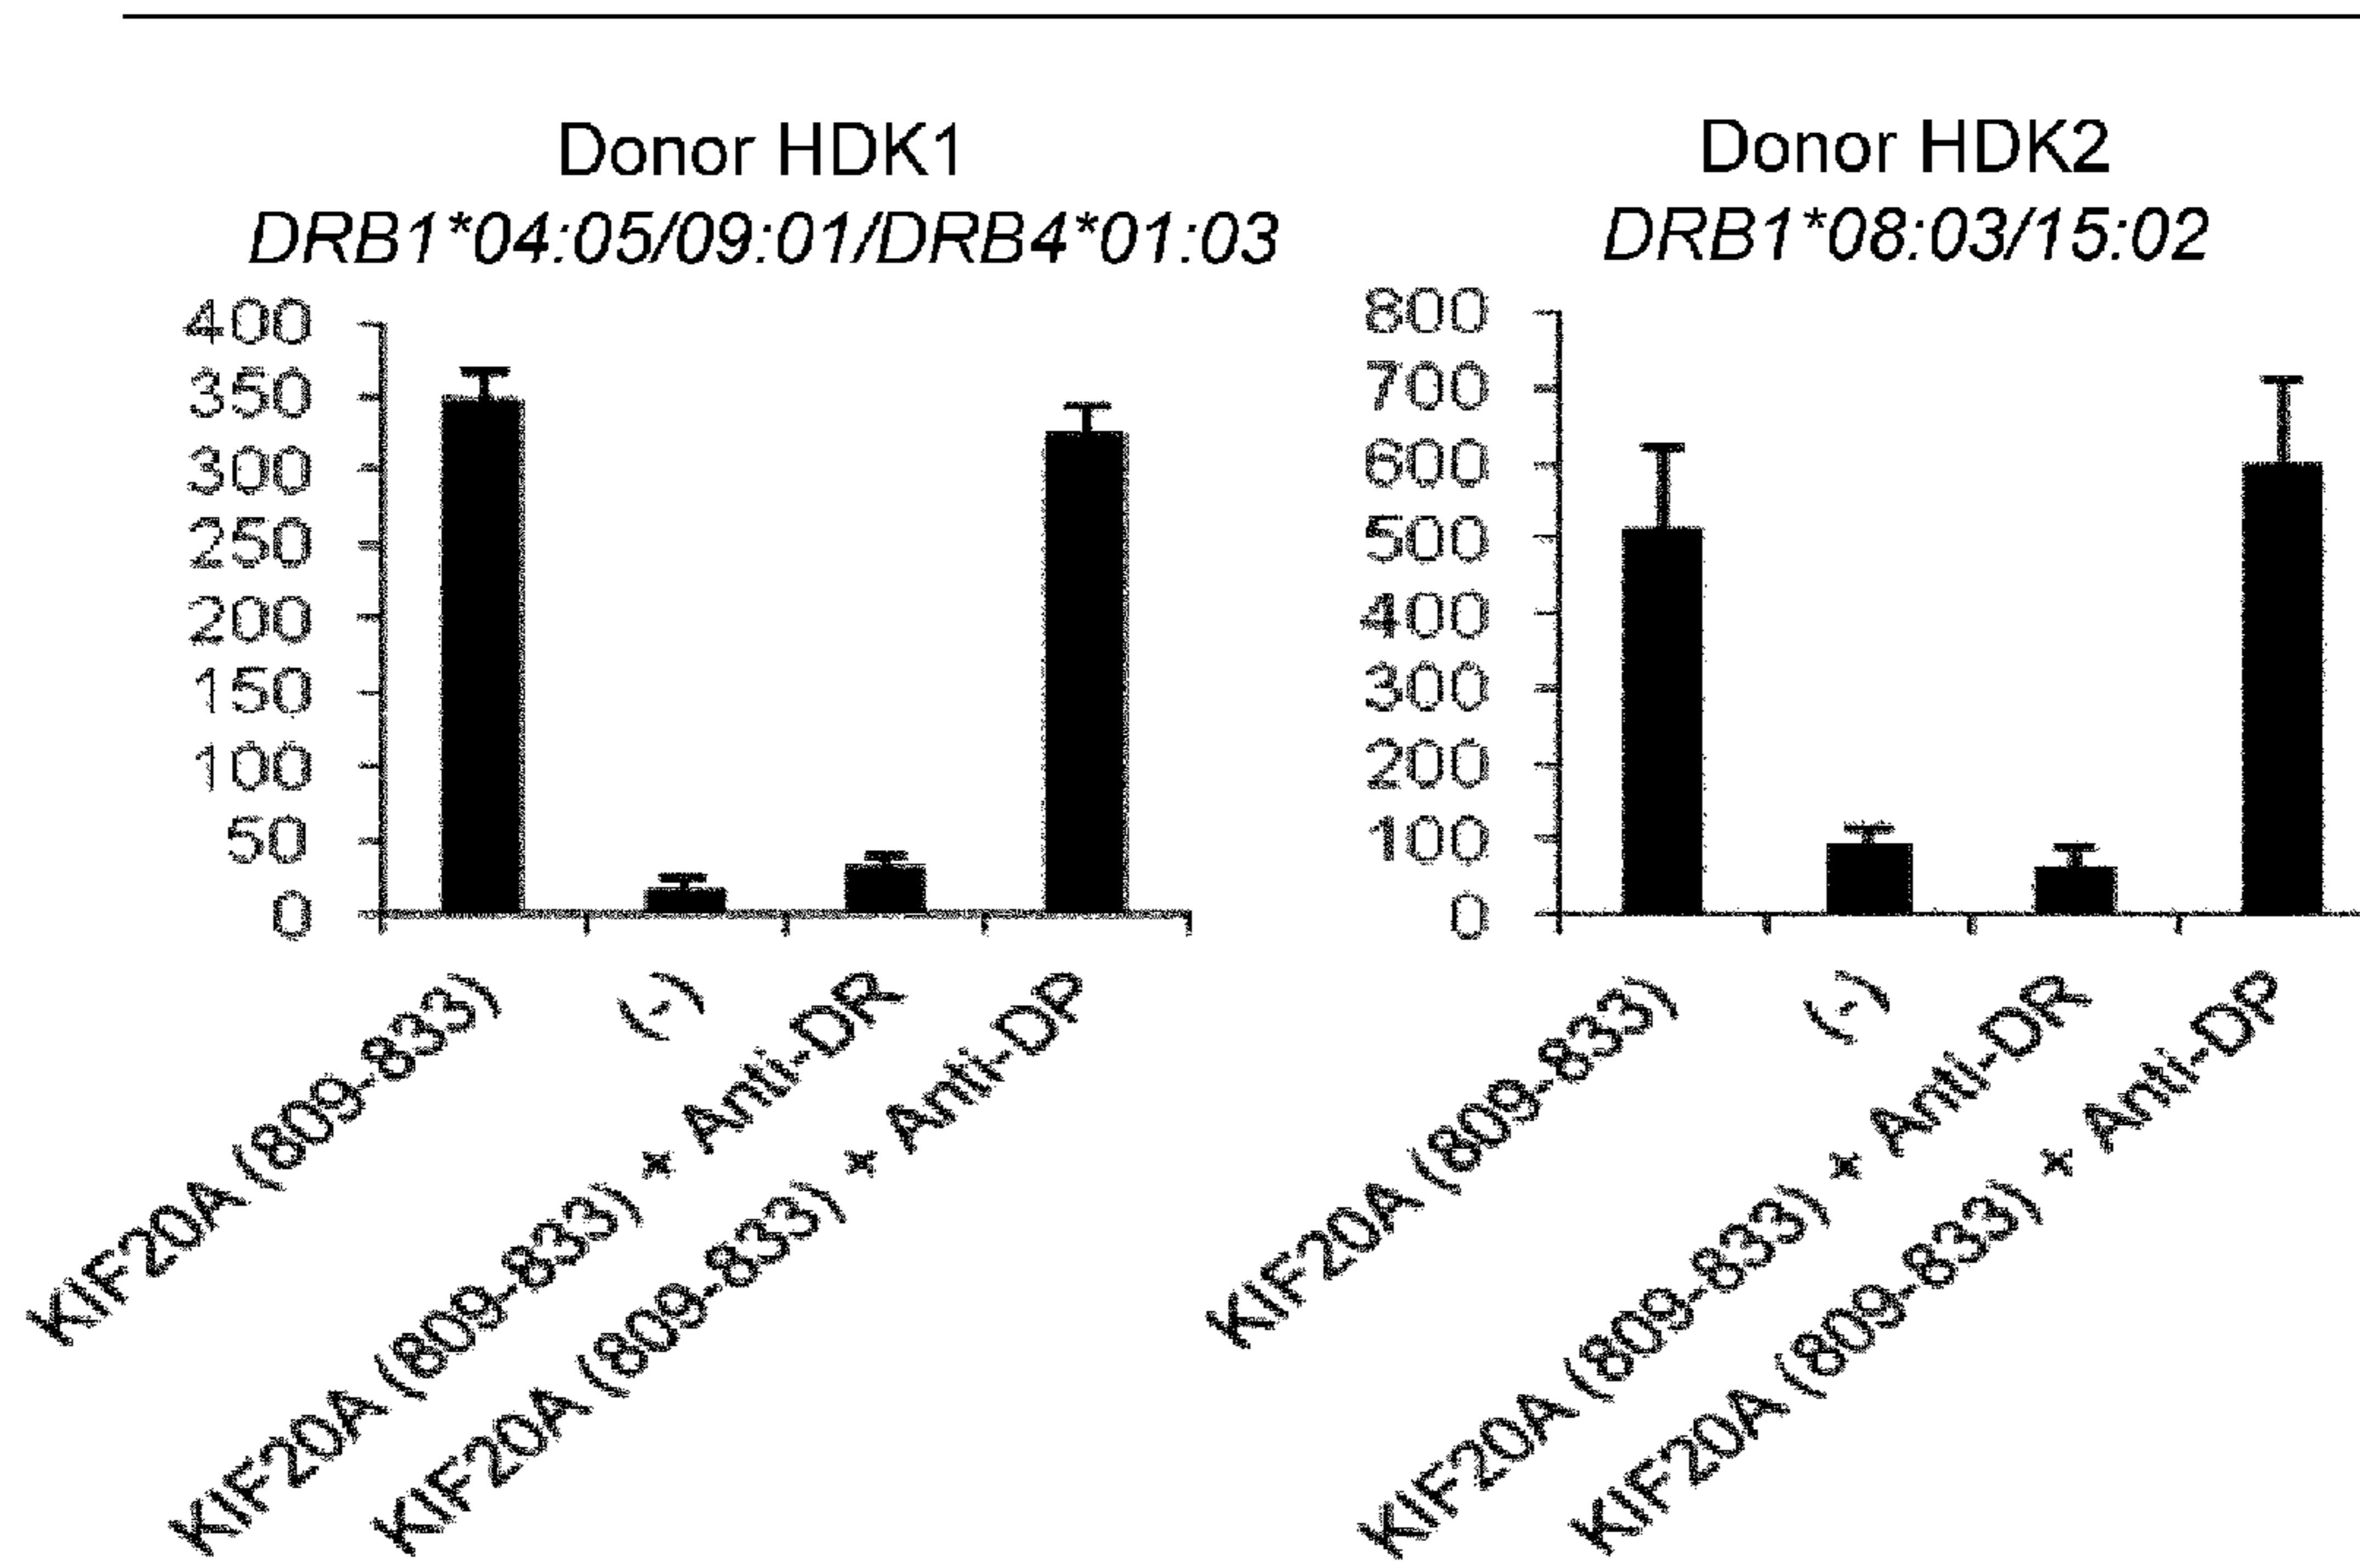 Donor HDK1
DRB1*04:05/09:01/DRB4*01:03
400
350
300
250
200
150
100
50
0
KIF20A (809-833)
(-)
KIF20A (809-833) + Anti-DR
KIF20A (809-833) + Anti-DP
Donor HDK2
DRB1*08:03/15:02
800
700
600
500
400
300
200
100
0
KIF20A (809-833)
(-)
KIF20A (809-833) + Anti-DR
KIF20A (809-833) + Anti-DP